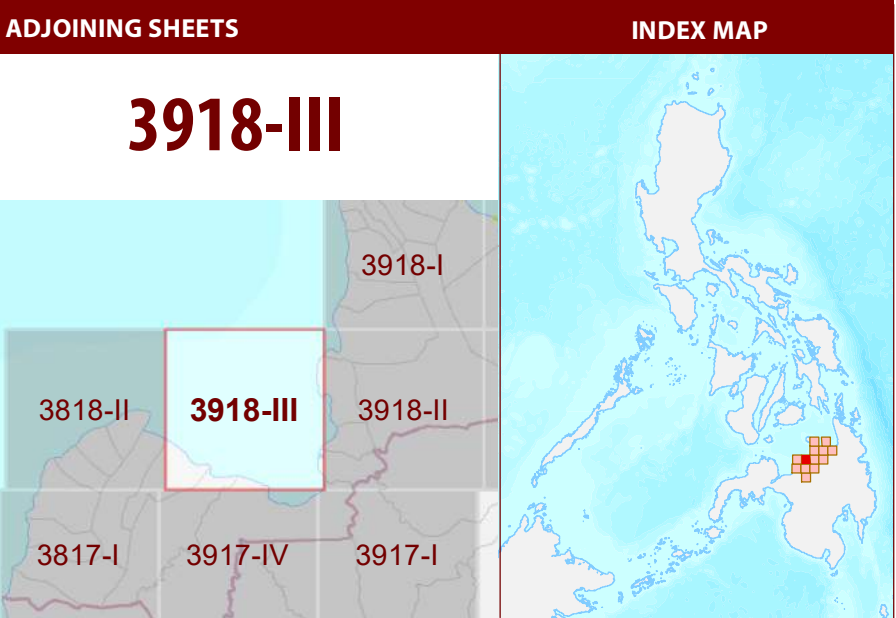 ADJOINING SHEETS
INDEX MAP
3918-III
3918-I
3818-II
3918-III
3918-II
3817-I
3917-IV
3917-I